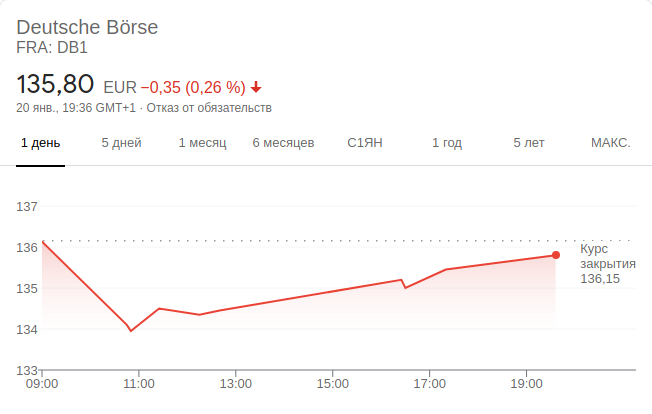 Deutsche Börse
FRA: DB1
135,80 EUR −0,35 (0,26 %)
20 янв., 19:36 GMT+1 · Отказ от обязательств
1 день 5 дней 1 месяц 6 месяцев С1ЯН 1 год 5 лет МАКС.
137
136
135
134
133
Курс
закрытия
136,15
09:00 11:00 13:00 15:00 17:00 19:00